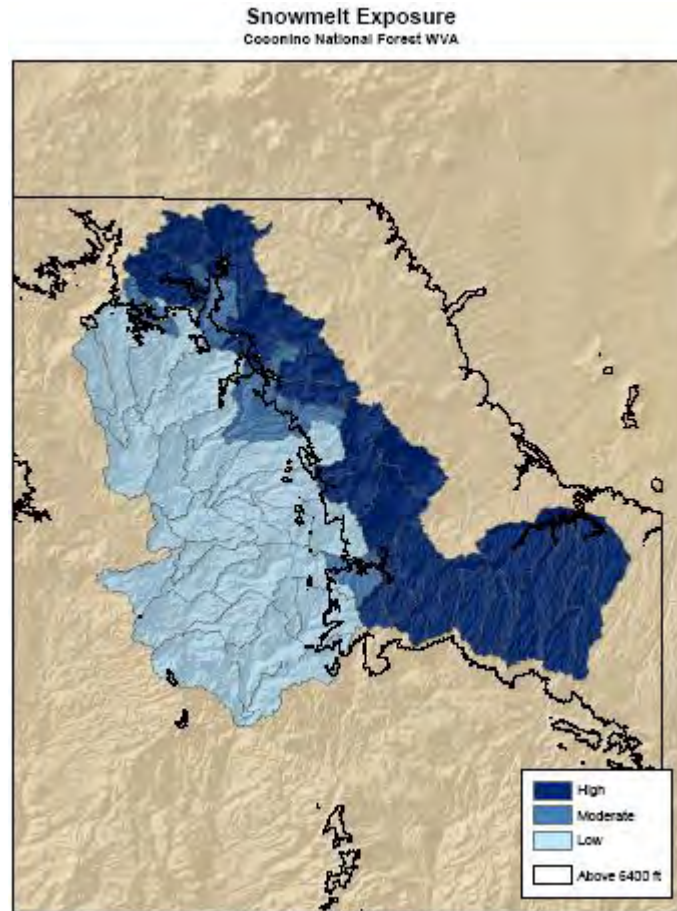 Snowmelt Exposure
Coconino National Forest WVA
High
Moderate
Low
Above 6400 ft